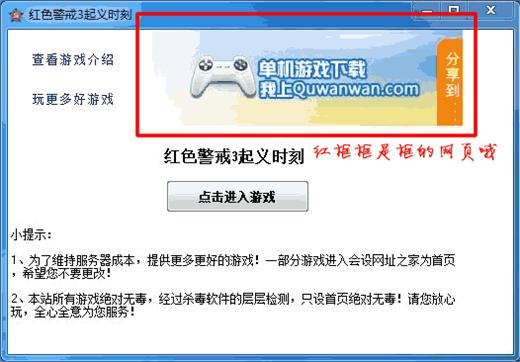 红色警戒3起义时刻
查看游戏介绍
玩更多好游戏
单机游戏下载
我上Quwanwan.com
分享到......
红色警戒3起义时刻
红框框是框的网页哦
点击进入游戏
小提示:
1、为了维持服务器成本，提供更多更好的游戏!一部分游戏进入会设网址之家为首页
，希望您不要更改!
2、本站所有游戏绝对无毒，经过杀毒软件的层层检测，只设首页绝对无毒!请您放心
玩，全心全意为您服务!